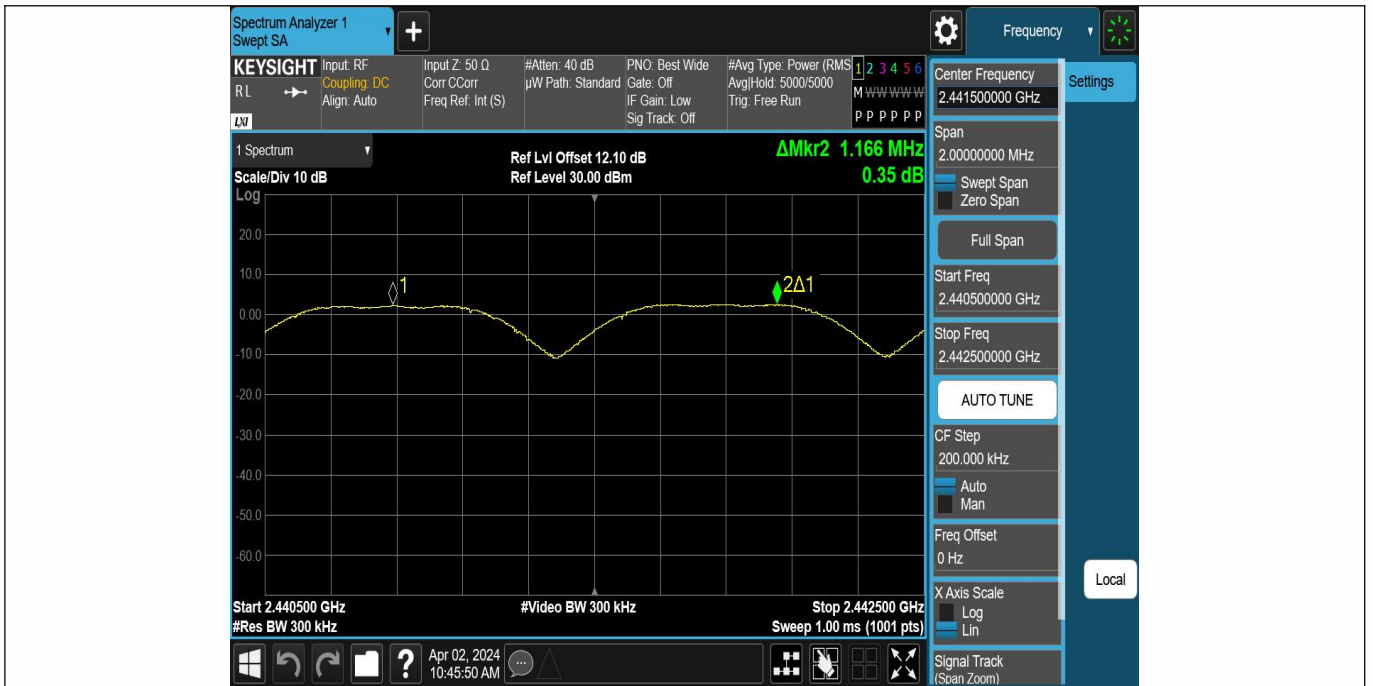 Spectrum Analyzer 1
Swept SA
Frequency
KEYSIGHT
RL
LXI
Input: RF
Coupling: DC
Align: Auto
Input Z: 50 Ω
Corr CCorr
Freq Ref: Int (S)
#Atten: 40 dB
µW Path: Standard
PNO: Best Wide
Gate: Off
IF Gain: Low
Sig Track: Off
#Avg Type: Power (RMS
Avg|Hold: 5000/5000
Trig: Free Run
1 2 3 4 5 6
M W W W W W
P P P P P P
1 Spectrum
Scale/Div 10 dB
Log
Ref Lvl Offset 12.10 dB
Ref Level 30.00 dBm
ΔMkr2 1.166 MHz
0.35 dB
20.0
10.0
0.00
-10.0
-20.0
-30.0
-40.0
-50.0
-60.0
1
2Δ1
Start 2.440500 GHz
#Res BW 300 kHz
#Video BW 300 kHz
Stop 2.442500 GHz
Sweep 1.00 ms (1001 pts)
Apr 02, 2024
10:45:50 AM
Center Frequency
2.441500000 GHz
Span
2.00000000 MHz
Swept Span
Zero Span
Full Span
Start Freq
2.440500000 GHz
Stop Freq
2.442500000 GHz
AUTO TUNE
CF Step
200.000 kHz
Auto
Man
Freq Offset
0 Hz
X Axis Scale
Log
Lin
Signal Track
(Span Zoom)
Settings
Local